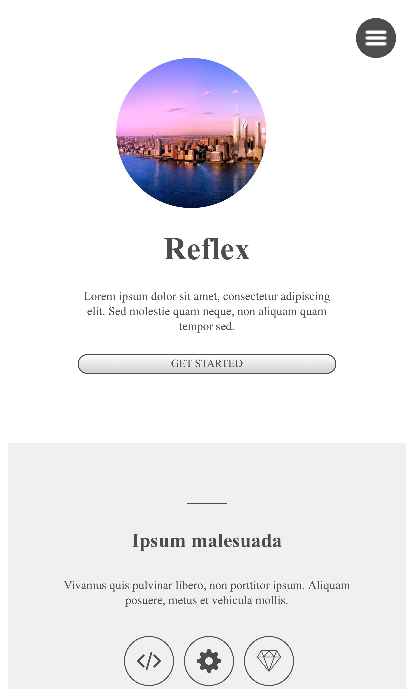 Reflex
Lorem ipsum dolor sit amet, consectetur adipiscing
elit. Sed molestie quam neque, non aliquam quam
tempor sed.
GET STARTED
Ipsum malesuada
Vivamus quis pulvinar libero, non porttitor ipsum. Aliquam
posuere, metus et vehicula mollis.